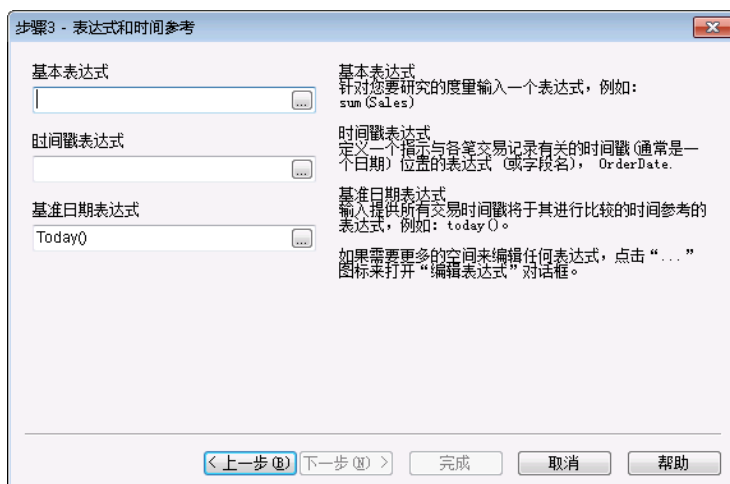 步骤3 - 表达式和时间参考
基本表达式
...
时间戳表达式
...
基准日期表达式
Today()
...
基本表达式
针对您要研究的度量输入一个表达式，例如：
sum(Sales)
时间戳表达式
定义一个指示与各笔交易记录有关的时间戳(通常是一
个日期) 位置的表达式 (或字段名)， OrderDate.
基准日期表达式
输入提供所有交易时间戳将于其进行比较的时间参考的
表达式，例如：today()。
如果需要更多的空间来编辑任何表达式，点击“...”
图标来打开“编辑表达式”对话框。
< 上一步(B)
下一步(N) >
完成
取消
帮助